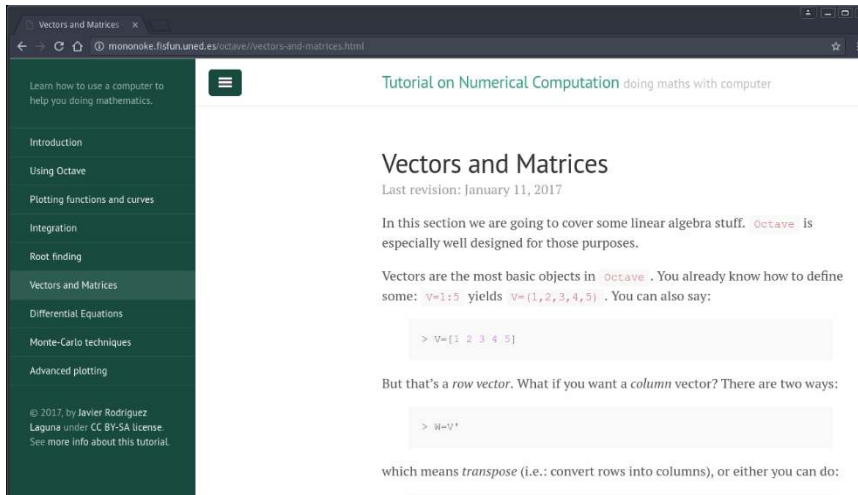 Vectors and Matrices
mononoke.fisfun.uned.es/octave//vectors-and-matrices.html
Learn how to use a computer to
help you doing mathematics.
Introduction
Using Octave
Plotting functions and curves
Integration
Root finding
Vectors and Matrices
Differential Equations
Monte-Carlo techniques
Advanced plotting
© 2017, by Javier Rodríguez
Laguna under CC BY-SA license.
See more info about this tutorial.
Tutorial on Numerical Computation doing maths with computer
Vectors and Matrices
Last revision: January 11, 2017
In this section we are going to cover some linear algebra stuff. Octave is
especially well designed for those purposes.
Vectors are the most basic objects in Octave . You already know how to define
some: V=1:5 yields V=(1,2,3,4,5) . You can also say:
> V=[1 2 3 4 5]
But that's a row vector. What if you want a column vector? There are two ways:
> W=V'
which means transpose (i.e.: convert rows into columns), or either you can do: